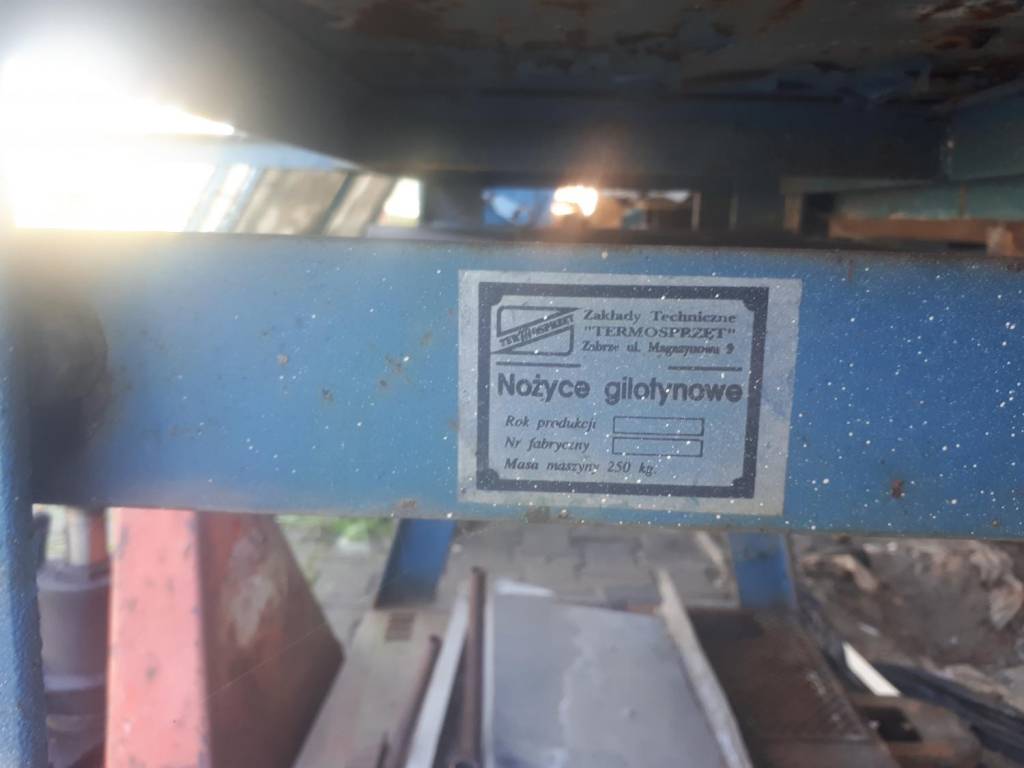 TERMOSPRZĘT
Zakłady Techniczne
"TERMOSPRZĘT"
Zabrze ul. Magazynowa 9
Nożyce gilotynowe
Rok produkcji
Nr fabryczny
Masa maszyny 250 kg.